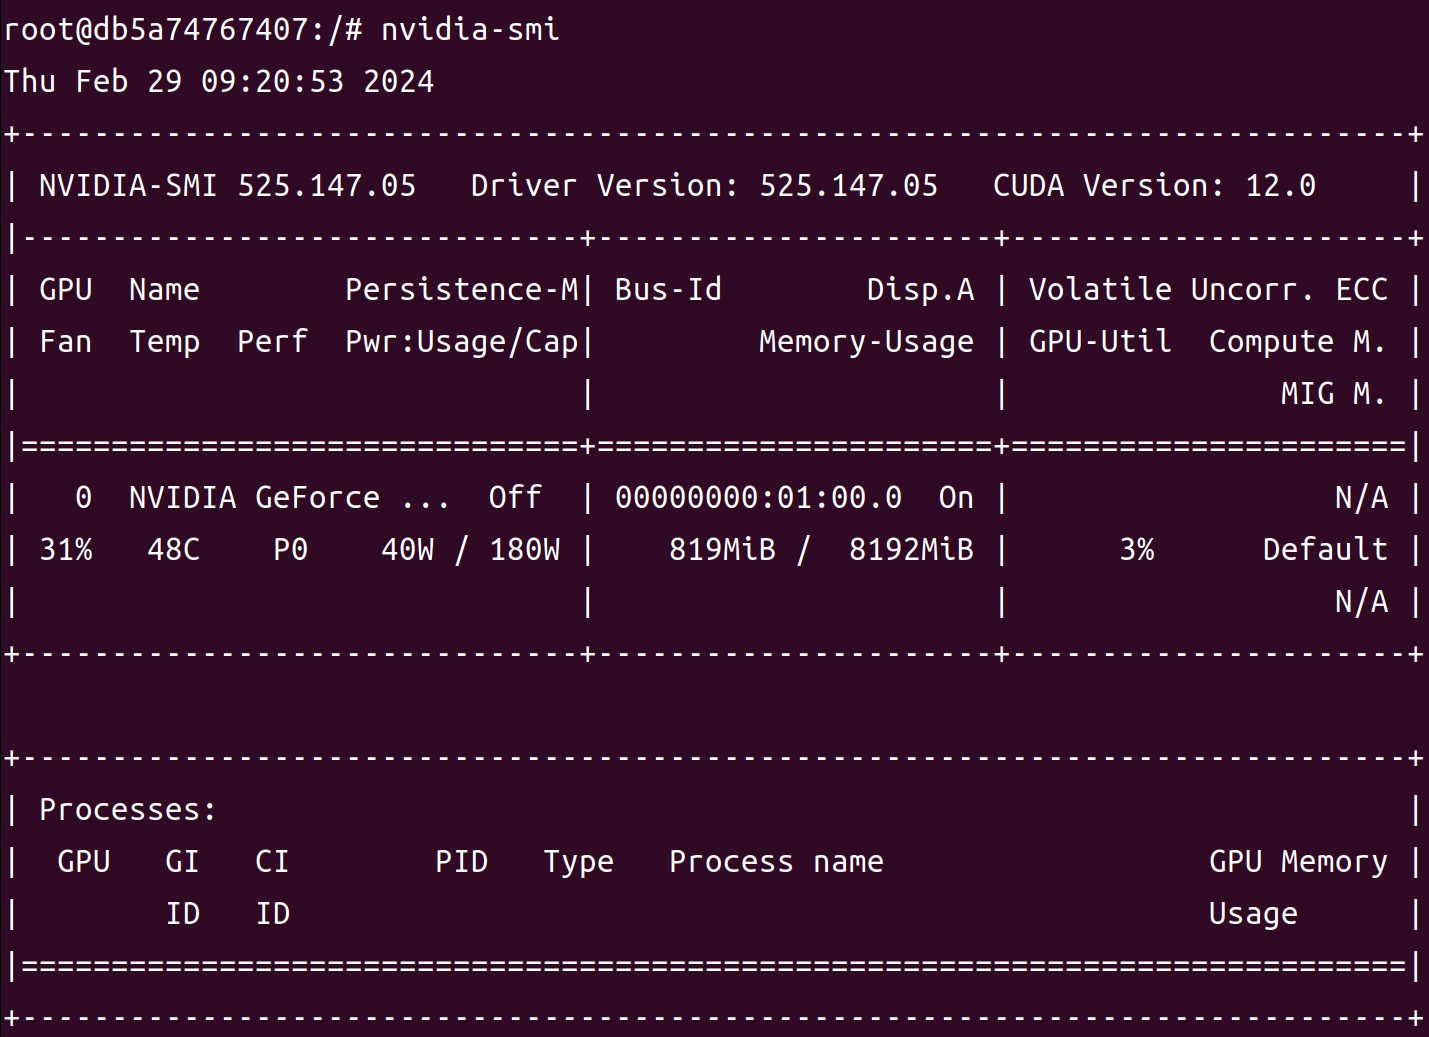 root@db5a74767407:/# nvidia-smi
Thu Feb 29 09:20:53 2024
+-----------------------------------------------------------------------------+
| NVIDIA-SMI 525.147.05   Driver Version: 525.147.05   CUDA Version: 12.0     |
|-------------------------------+----------------------+----------------------+
| GPU  Name        Persistence-M| Bus-Id        Disp.A | Volatile Uncorr. ECC |
| Fan  Temp  Perf  Pwr:Usage/Cap|         Memory-Usage | GPU-Util  Compute M. |
|                               |                      |               MIG M. |
|===============================+======================+======================|
|   0  NVIDIA GeForce ...  Off  | 00000000:01:00.0  On |                  N/A |
| 31%   48C    P0    40W / 180W |    819MiB /  8192MiB |      3%      Default |
|                               |                      |                  N/A |
+-------------------------------+----------------------+----------------------+

+-----------------------------------------------------------------------------+
| Processes:                                                                  |
|  GPU   GI   CI        PID   Type   Process name                  GPU Memory |
|        ID   ID                                                   Usage      |
|=============================================================================|
+-----------------------------------------------------------------------------+